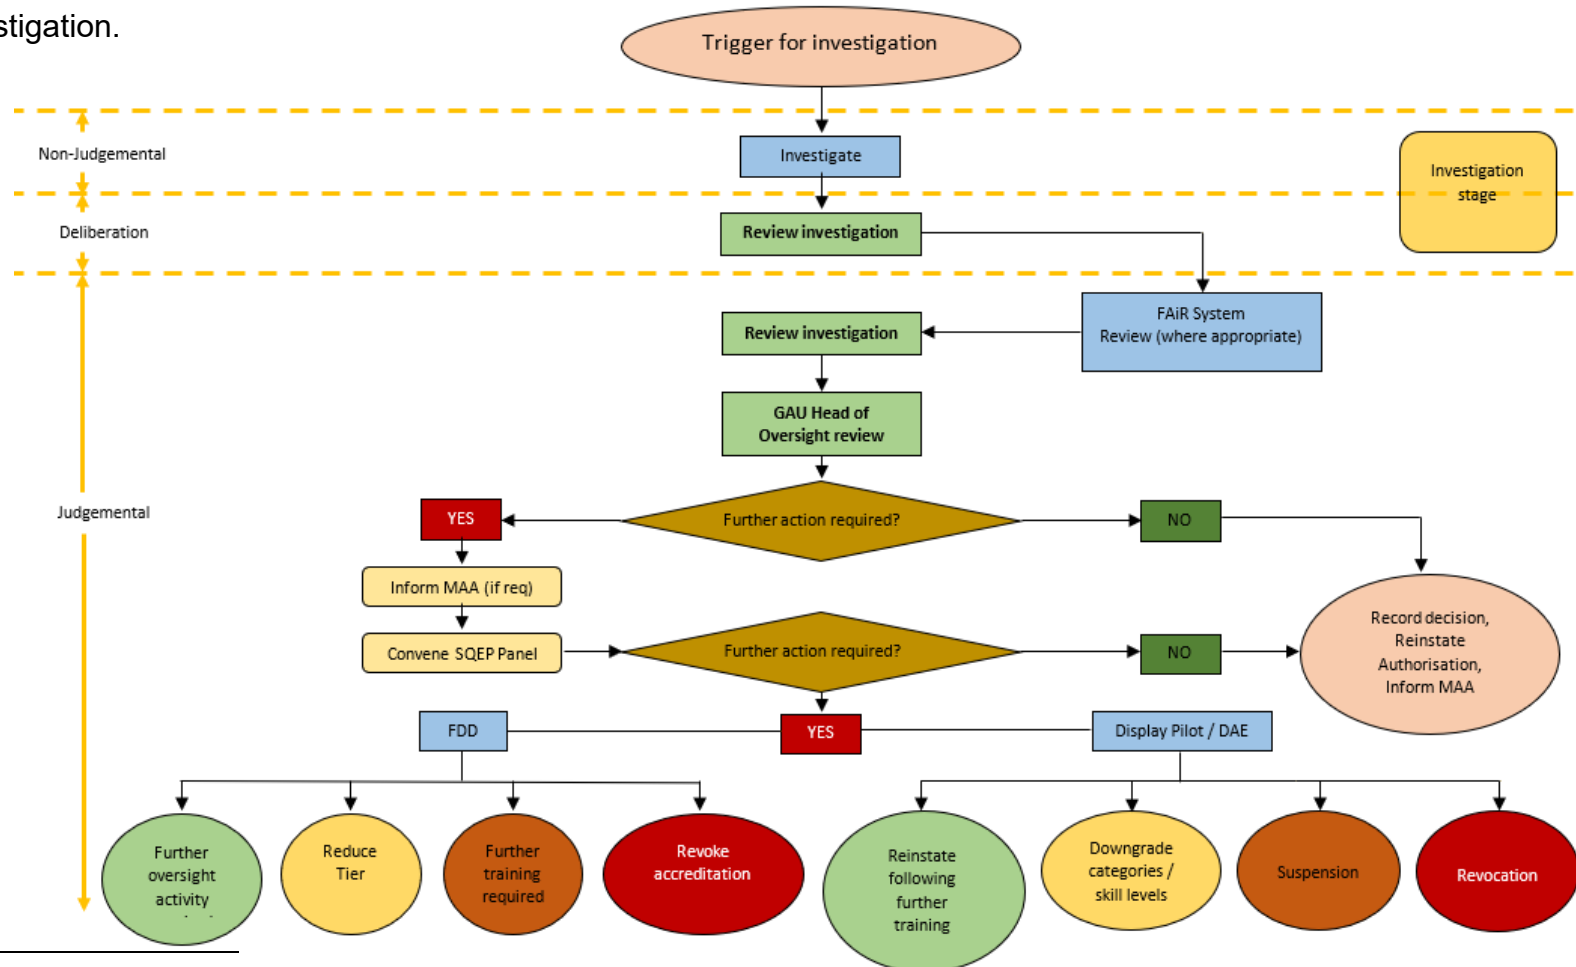 stigation.
Trigger for investigation
Non-Judgemental
Investigate
Investigation
stage
Deliberation
Review investigation
FAiR System
Review (where appropriate)
Review investigation
GAU Head of
Oversight review
Judgemental
YES
Further action required?
NO
Inform MAA (if req)
Convene SQEP Panel
Further action required?
NO
Record decision,
Reinstate
Authorisation,
Inform MAA
FDD
YES
Display Pilot / DAE
Further
oversight
activity
Reduce
Tier
Further
training
required
Revoke
accreditation
Reinstate
following
further
training
Downgrade
categories /
skill levels
Suspension
Revocation